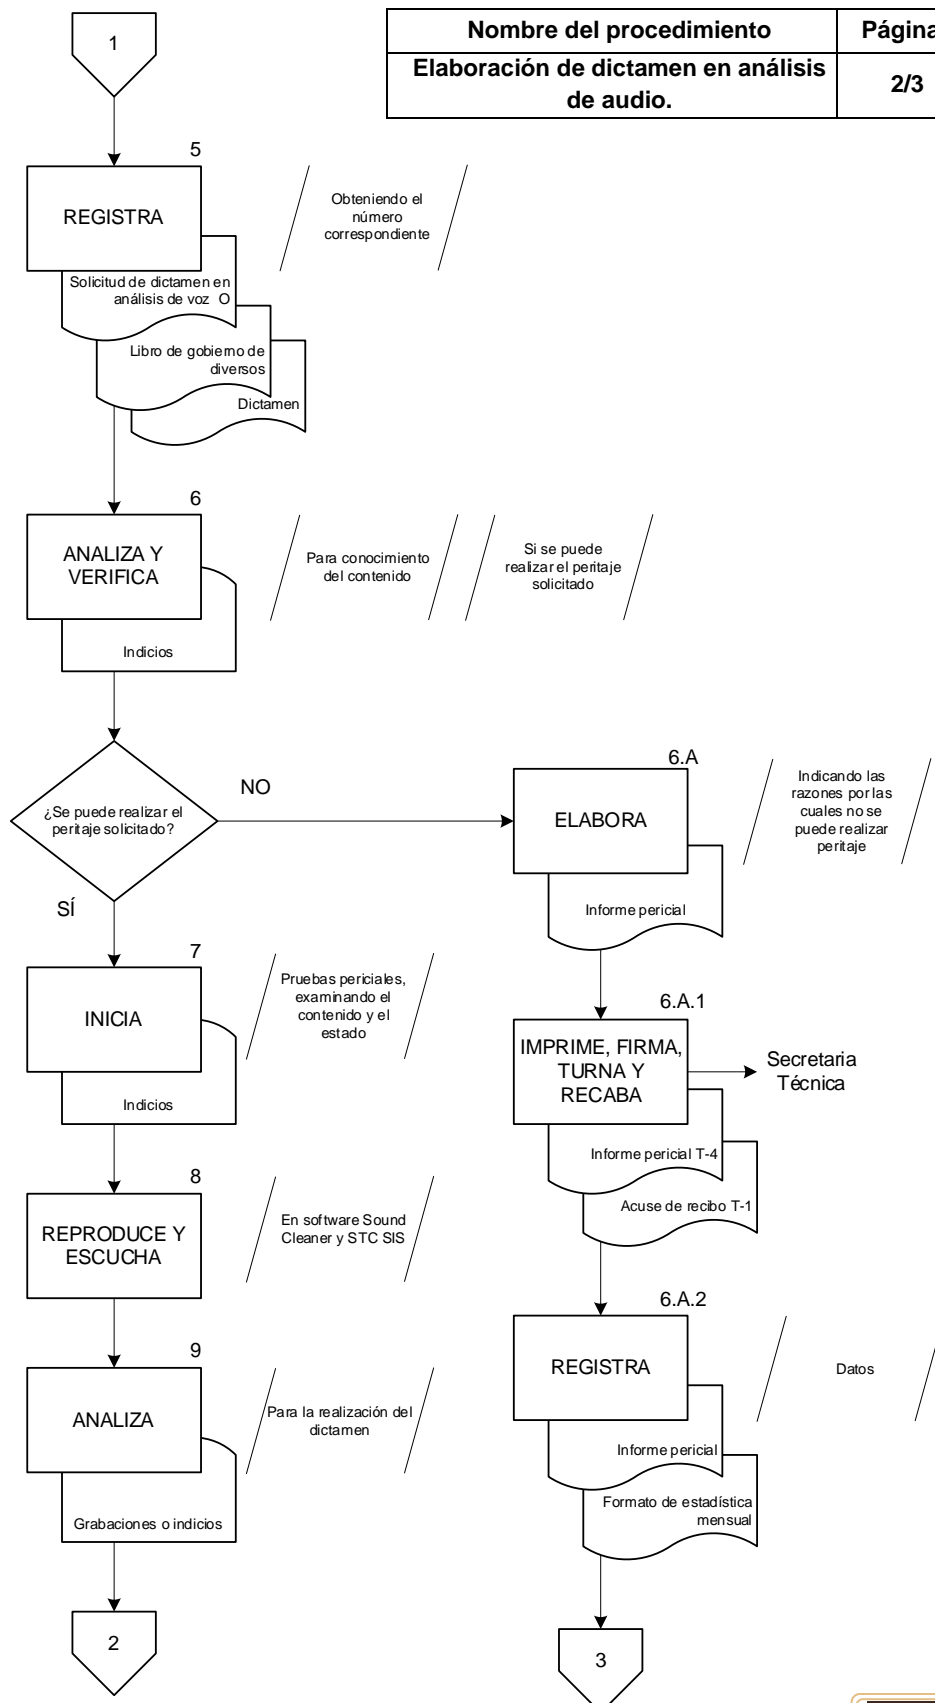 1
Nombre del procedimiento
Página
Elaboración de dictamen en análisis
de audio.
2/3
5
REGISTRA
Obteniendo el
número
correspondiente
Solicitud de dictamen en
análisis de voz O
Libro de gobierno de
diversos
Dictamen
6
ANALIZA Y
VERIFICA
Para conocimiento
del contenido
Si se puede
realizar el peritaje
solicitado
Indicios
¿Se puede realizar el
peritaje solicitado?
NO
SÍ
6.A
ELABORA
Indicando las
razones por las
cuales no se
puede realizar
peritaje
Informe pericial
7
INICIA
Pruebas periciales,
examinando el
contenido y el
estado
Indicios
6.A.1
IMPRIME, FIRMA,
TURNA Y
RECABA
Secretaria
Técnica
Informe pericial T-4
Acuse de recibo T-1
8
REPRODUCE Y
ESCUCHA
En software Sound
Cleaner y STC SIS
6.A.2
REGISTRA
Datos
Informe pericial
Formato de estadística
mensual
9
ANALIZA
Para la realización del
dictamen
Grabaciones o indicios
2
3